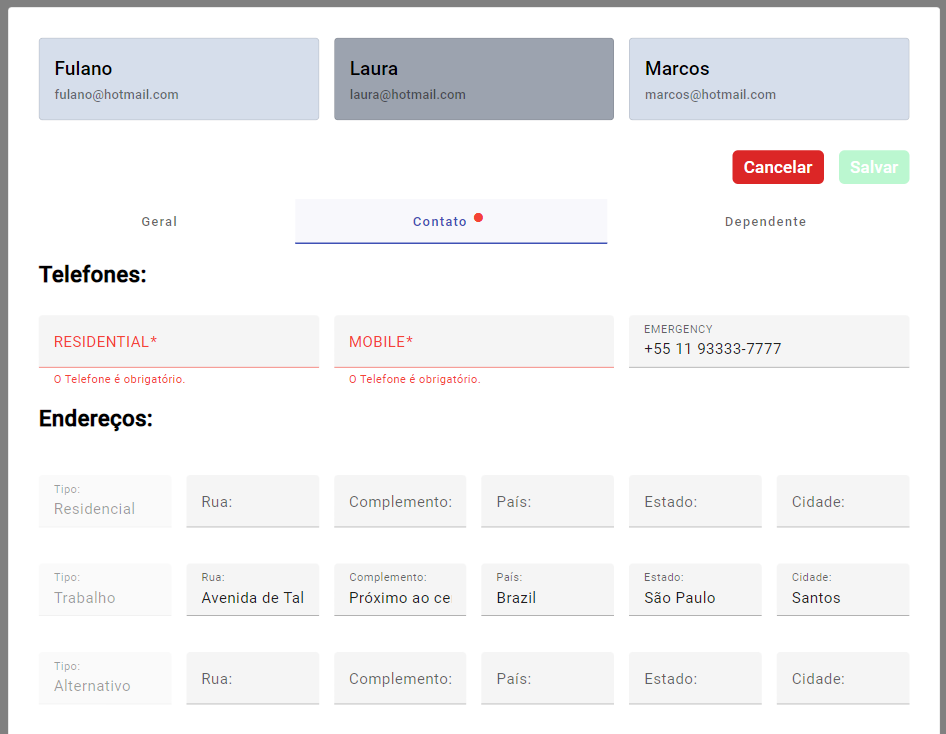 Fulano
fulano@hotmail.com
Laura
laura@hotmail.com
Marcos
marcos@hotmail.com
Cancelar
Salvar
Geral
Contato
Dependente
Telefones:
RESIDENTIAL*
O Telefone é obrigatório.
MOBILE*
O Telefone é obrigatório.
EMERGENCY
+55 11 93333-7777
Endereços:
Tipo:
Residencial
Rua:
Complemento:
País:
Estado:
Cidade:
Tipo:
Trabalho
Rua:
Avenida de Tal
Complemento:
Próximo ao ce
País:
Brazil
Estado:
São Paulo
Cidade:
Santos
Tipo:
Alternativo
Rua:
Complemento:
País:
Estado:
Cidade: